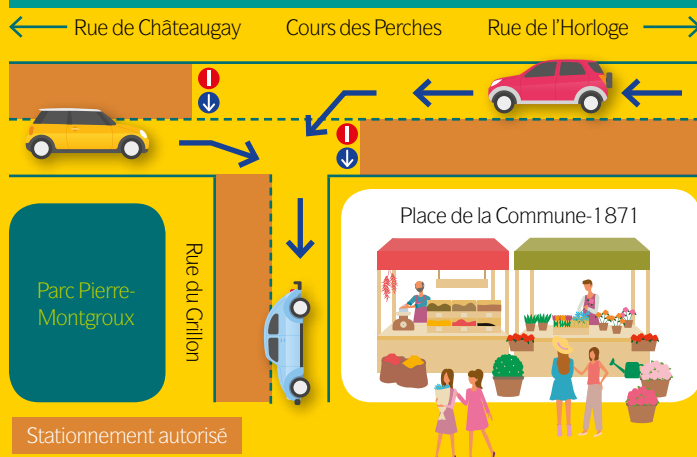 Rue de Châteaugay
Cours des Perches
Rue de l'Horloge
Place de la Commune-1871
Rue du Grillon
Parc Pierre-
Montgroux
Stationnement autorisé